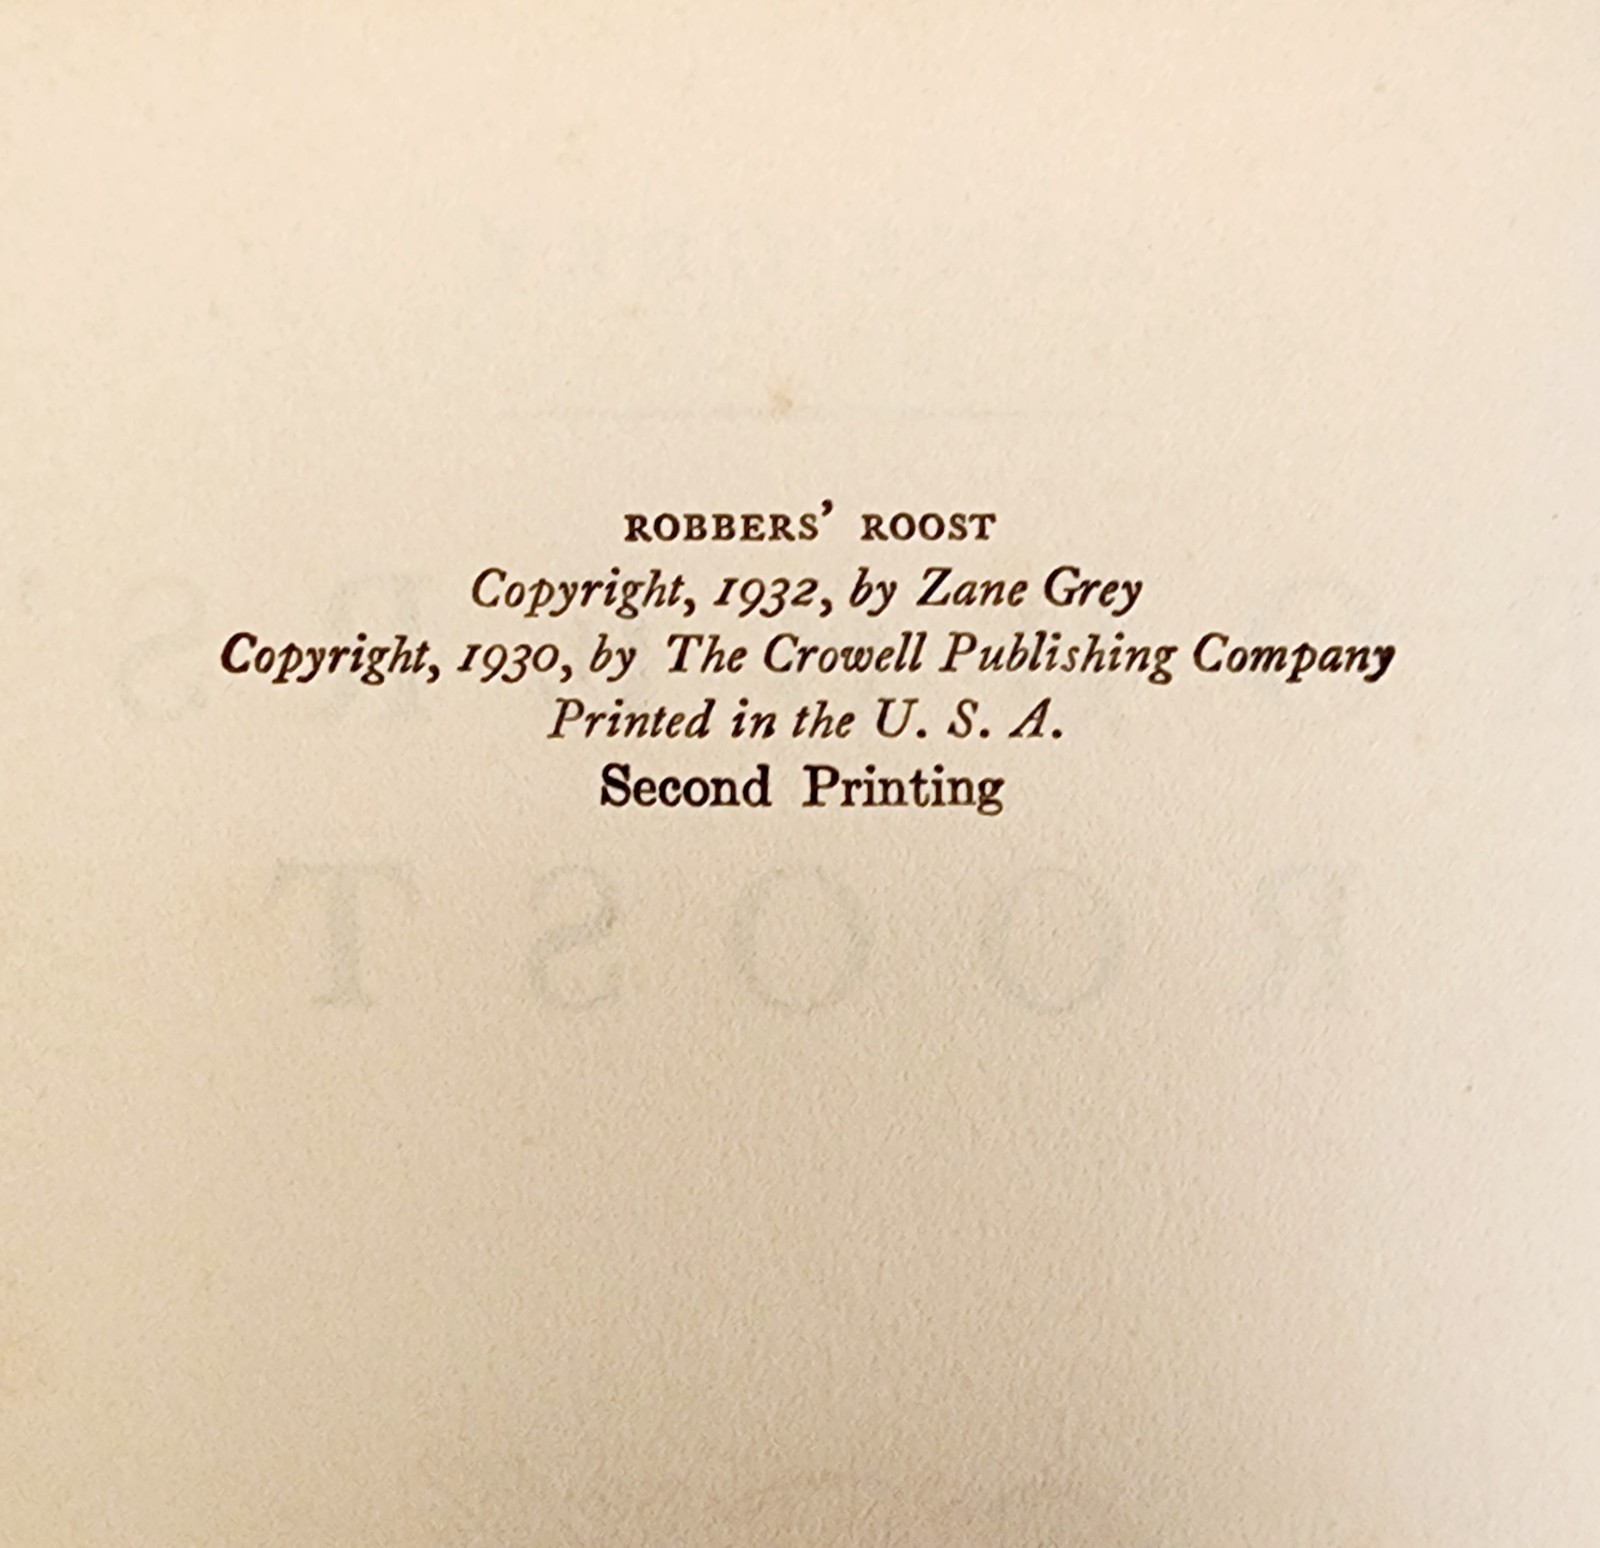 ROBBERS’ ROOST
Copyright, 1932, by Zane Grey
Copyright, 1930, by The Crowell Publishing Company
Printed in the U. S. A.
Second Printing
ROOST